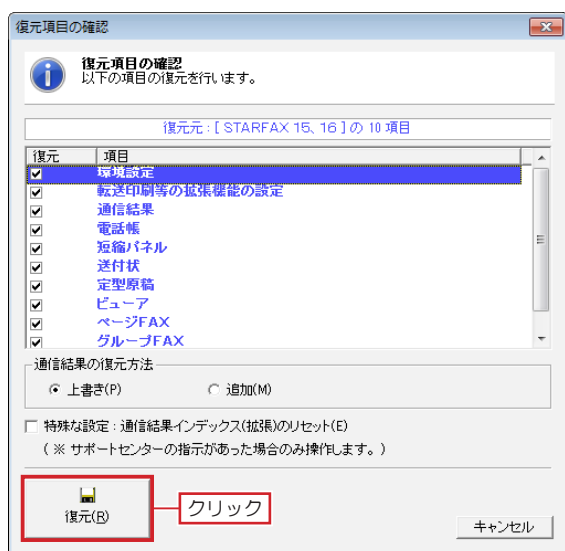 復元項目の確認
復元項目の確認
以下の項目の復元を行います。
復元元 : [ STARFAX 15、16 ] の 10 項目
復元 項目
環境設定
転送印刷等の拡張機能の設定
通信結果
電話帳
短縮パネル
送付状
定型原稿
ビューア
ページFAX
グループFAX
通信結果の復元方法
上書き(P) 追加(M)
特殊な設定 : 通信結果インデックス(拡張)のリセット(E)
( ※ サポートセンターの指示があった場合のみ操作します。)
復元(R)
クリック
キャンセル